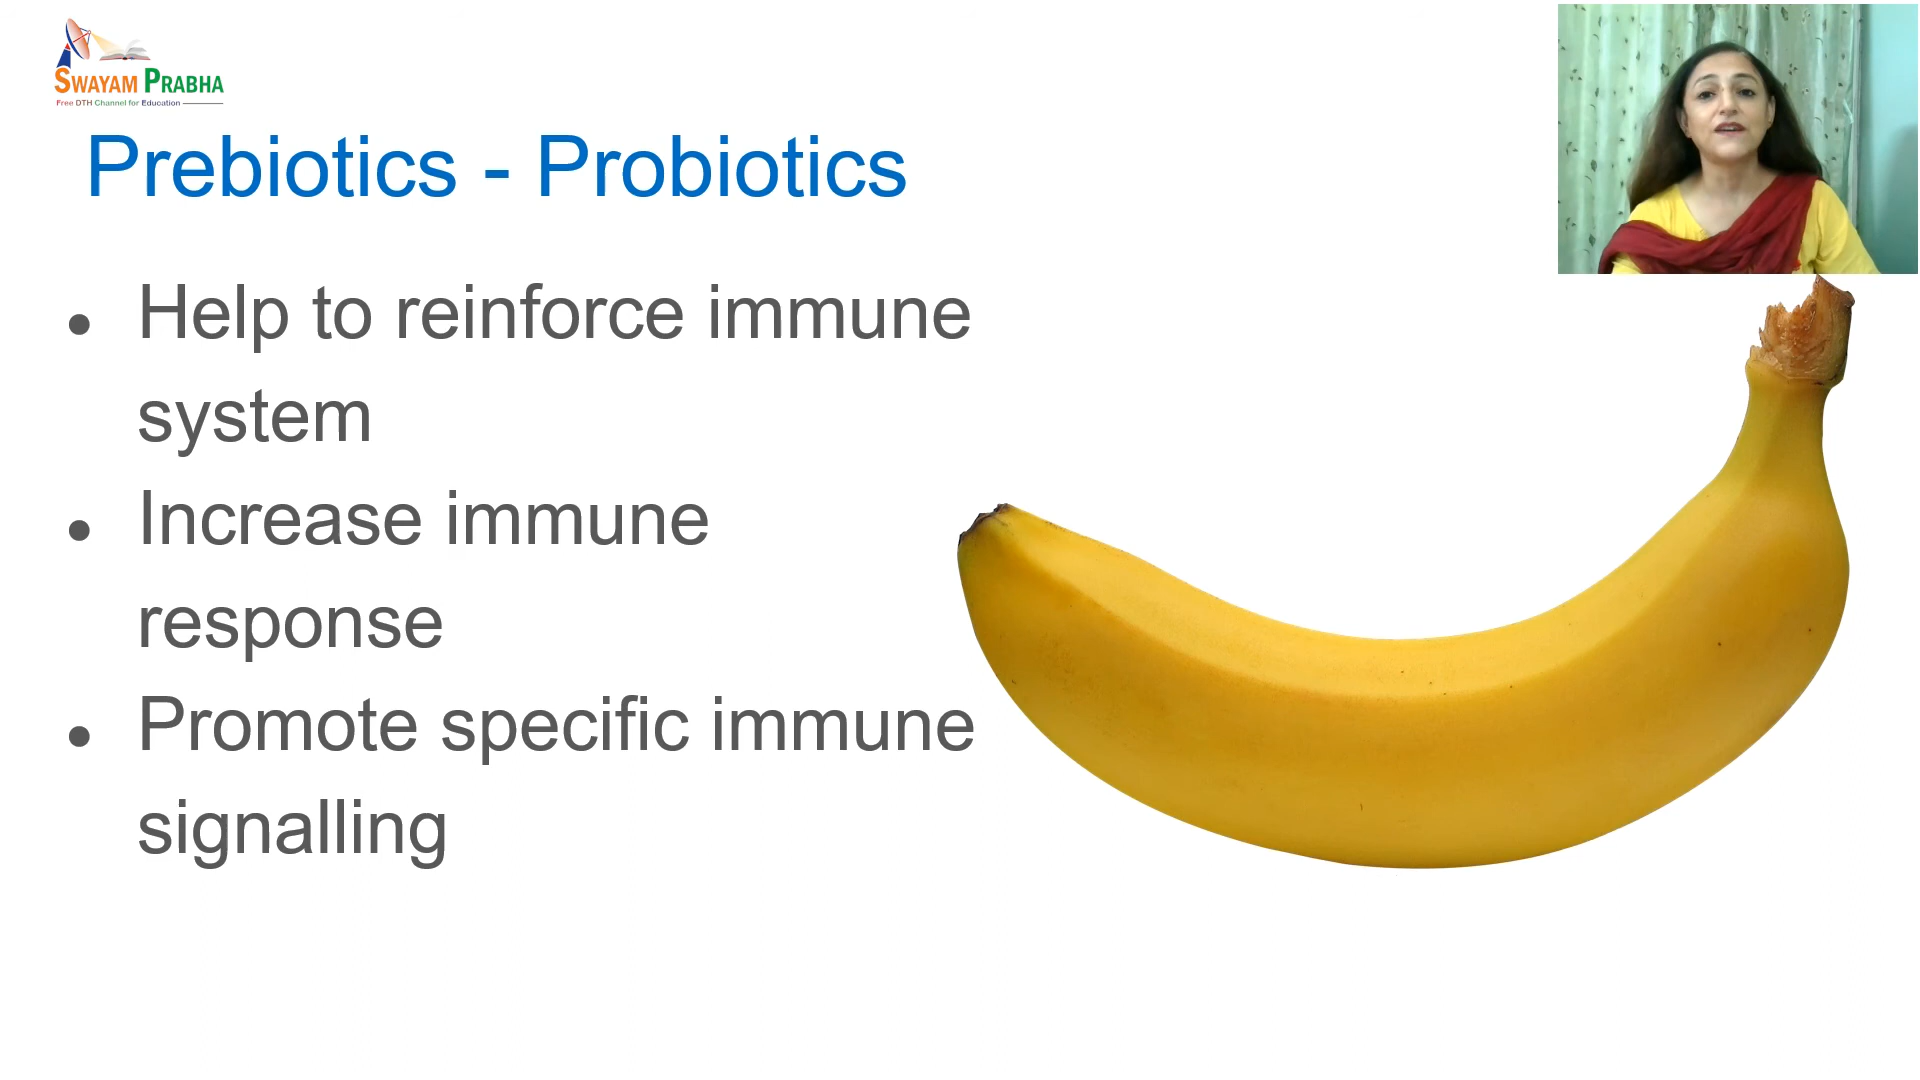 SWAYAM PRABHA
Free DTH Channel for Education
Prebiotics - Probiotics
• Help to reinforce immune
system
• Increase immune
response
• Promote specific immune
signalling